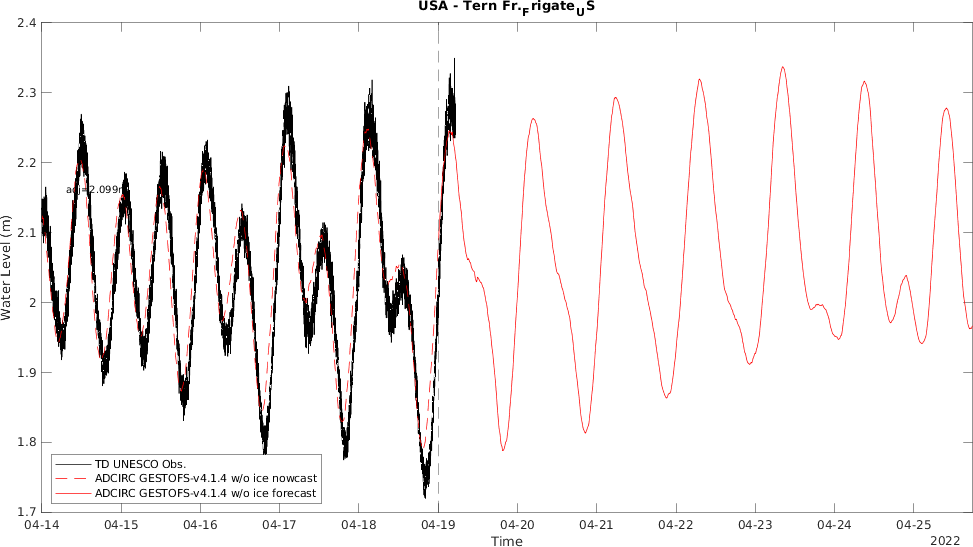 USA - Tern Fr.FrigateUS
2.4
2.3
2.2
2.1
2
1.9
1.8
1.7
Water Level (m)
adj=2.099m
TD UNESCO Obs.
ADCIRC GESTOFS-v4.1.4 w/o ice nowcast
ADCIRC GESTOFS-v4.1.4 w/o ice forecast
04-14 04-15 04-16 04-17 04-18 04-19 04-20 04-21 04-22 04-23 04-24 04-25
Time
2022